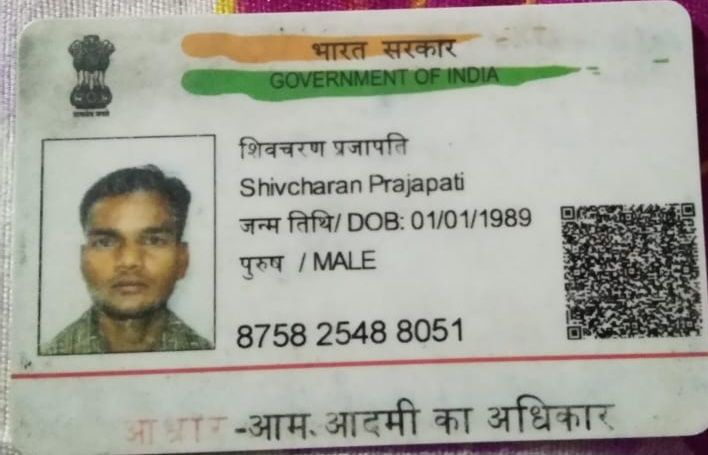 भारत सरकार
GOVERNMENT OF INDIA
शिवचरण प्रजापति
Shivcharan Prajapati
जन्म तिथि/ DOB: 01/01/1989
पुरुष / MALE
8758 2548 8051
आधार -आम. आदमी का अधिकार